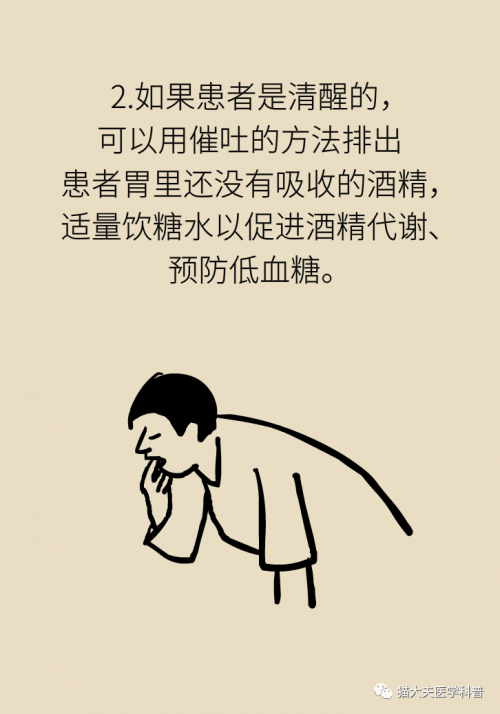 2.如果患者是清醒的，
可以用催吐的方法排出
患者胃里还没有吸收的酒精，
适量饮糖水以促进酒精代谢、
预防低血糖。
猫大夫医学科普